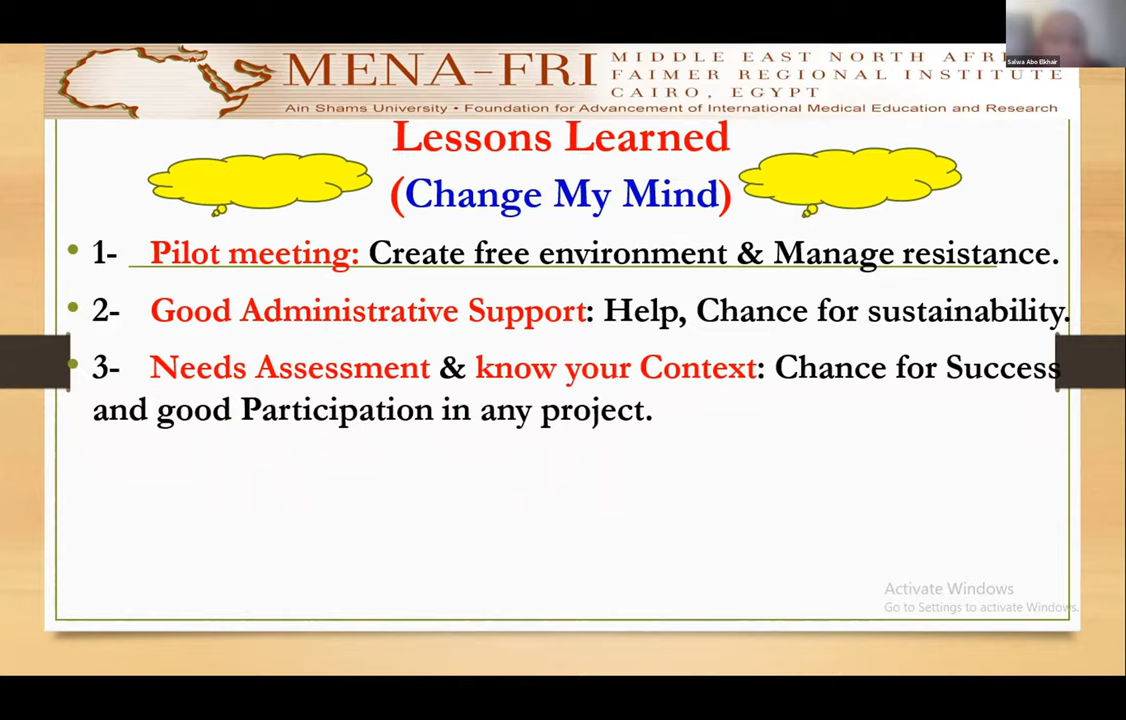 Salwa Abo Elkhair
MENA-FRI
MIDDLE EAST NORTH AFRI
FAIMER REGIONAL INSTITUTE
CAIRO, EGYPT
Ain Shams University • Foundation for Advancement of International Medical Education and Research
Lessons Learned
(Change My Mind)
• 1- Pilot meeting: Create free environment & Manage resistance.
• 2- Good Administrative Support: Help, Chance for sustainability.
• 3- Needs Assessment & know your Context: Chance for Success
and good Participation in any project.
Activate Windows
Go to Settings to activate Windows.